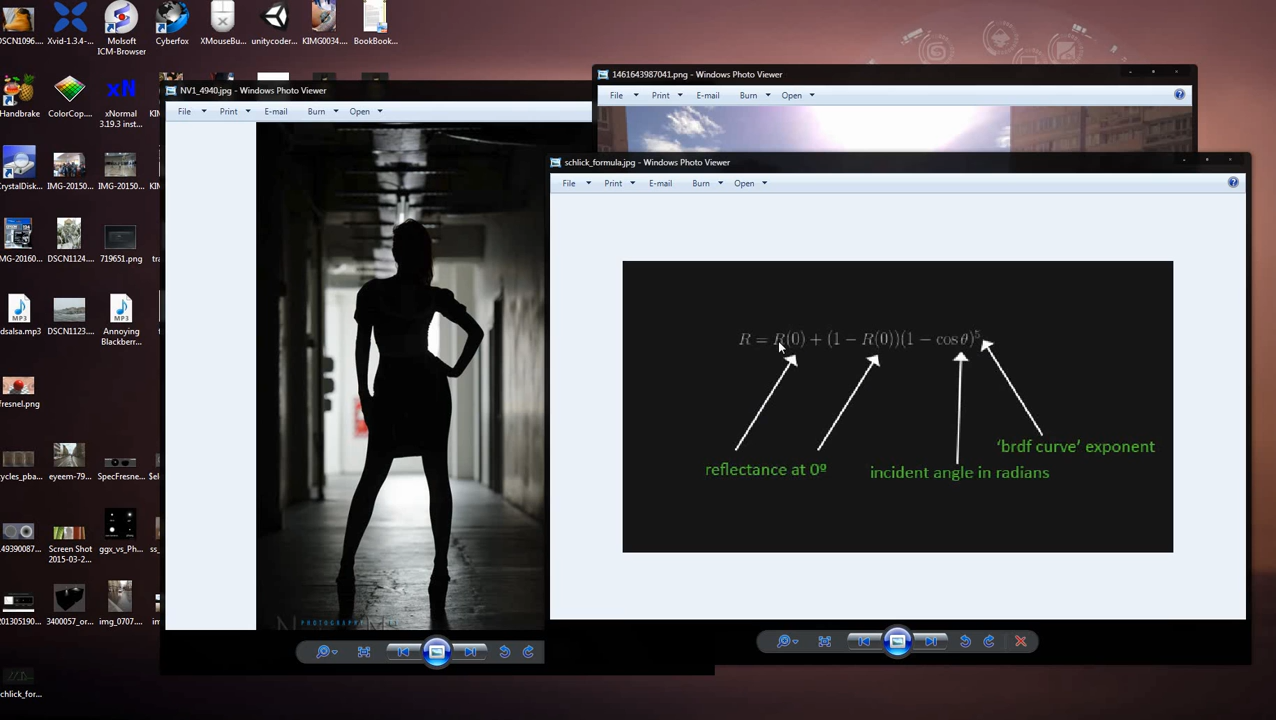 DSCN1096....
Xvid-1.3.4-...
Molsoft
ICM-Browser
Cyberfox
XMouseBu...
unitycoder...
KIMG0034....
BookBook...
Handbrake
ColorCop...
xN
xNormal
3.19.3 inst...
CrystalDisk...
IMG-20150...
IMG-20150...
IMG-20160...
DSCN1124....
719651.png
dsalsa.mp3
DSCN1123....
Annoying
Blackberr...
fresnel.png
cycles_pba...
eyeem-79...
SpecFresne...
149390087...
Screen Shot
2015-03-2...
ggx_vs_Ph...
201305190...
3400057_or...
img_0707....
chlick_for...
NV1_4940.jpg - Windows Photo Viewer
File Print E-mail Burn Open
PHOTOGRAPHY
1461643987041.png - Windows Photo Viewer
File Print E-mail Burn Open
schlick_formula.jpg - Windows Photo Viewer
File Print E-mail Burn Open
R = R(0) + (1 − R(0))(1 − cos θ)⁵
'brdf curve' exponent
reflectance at 0º
incident angle in radians